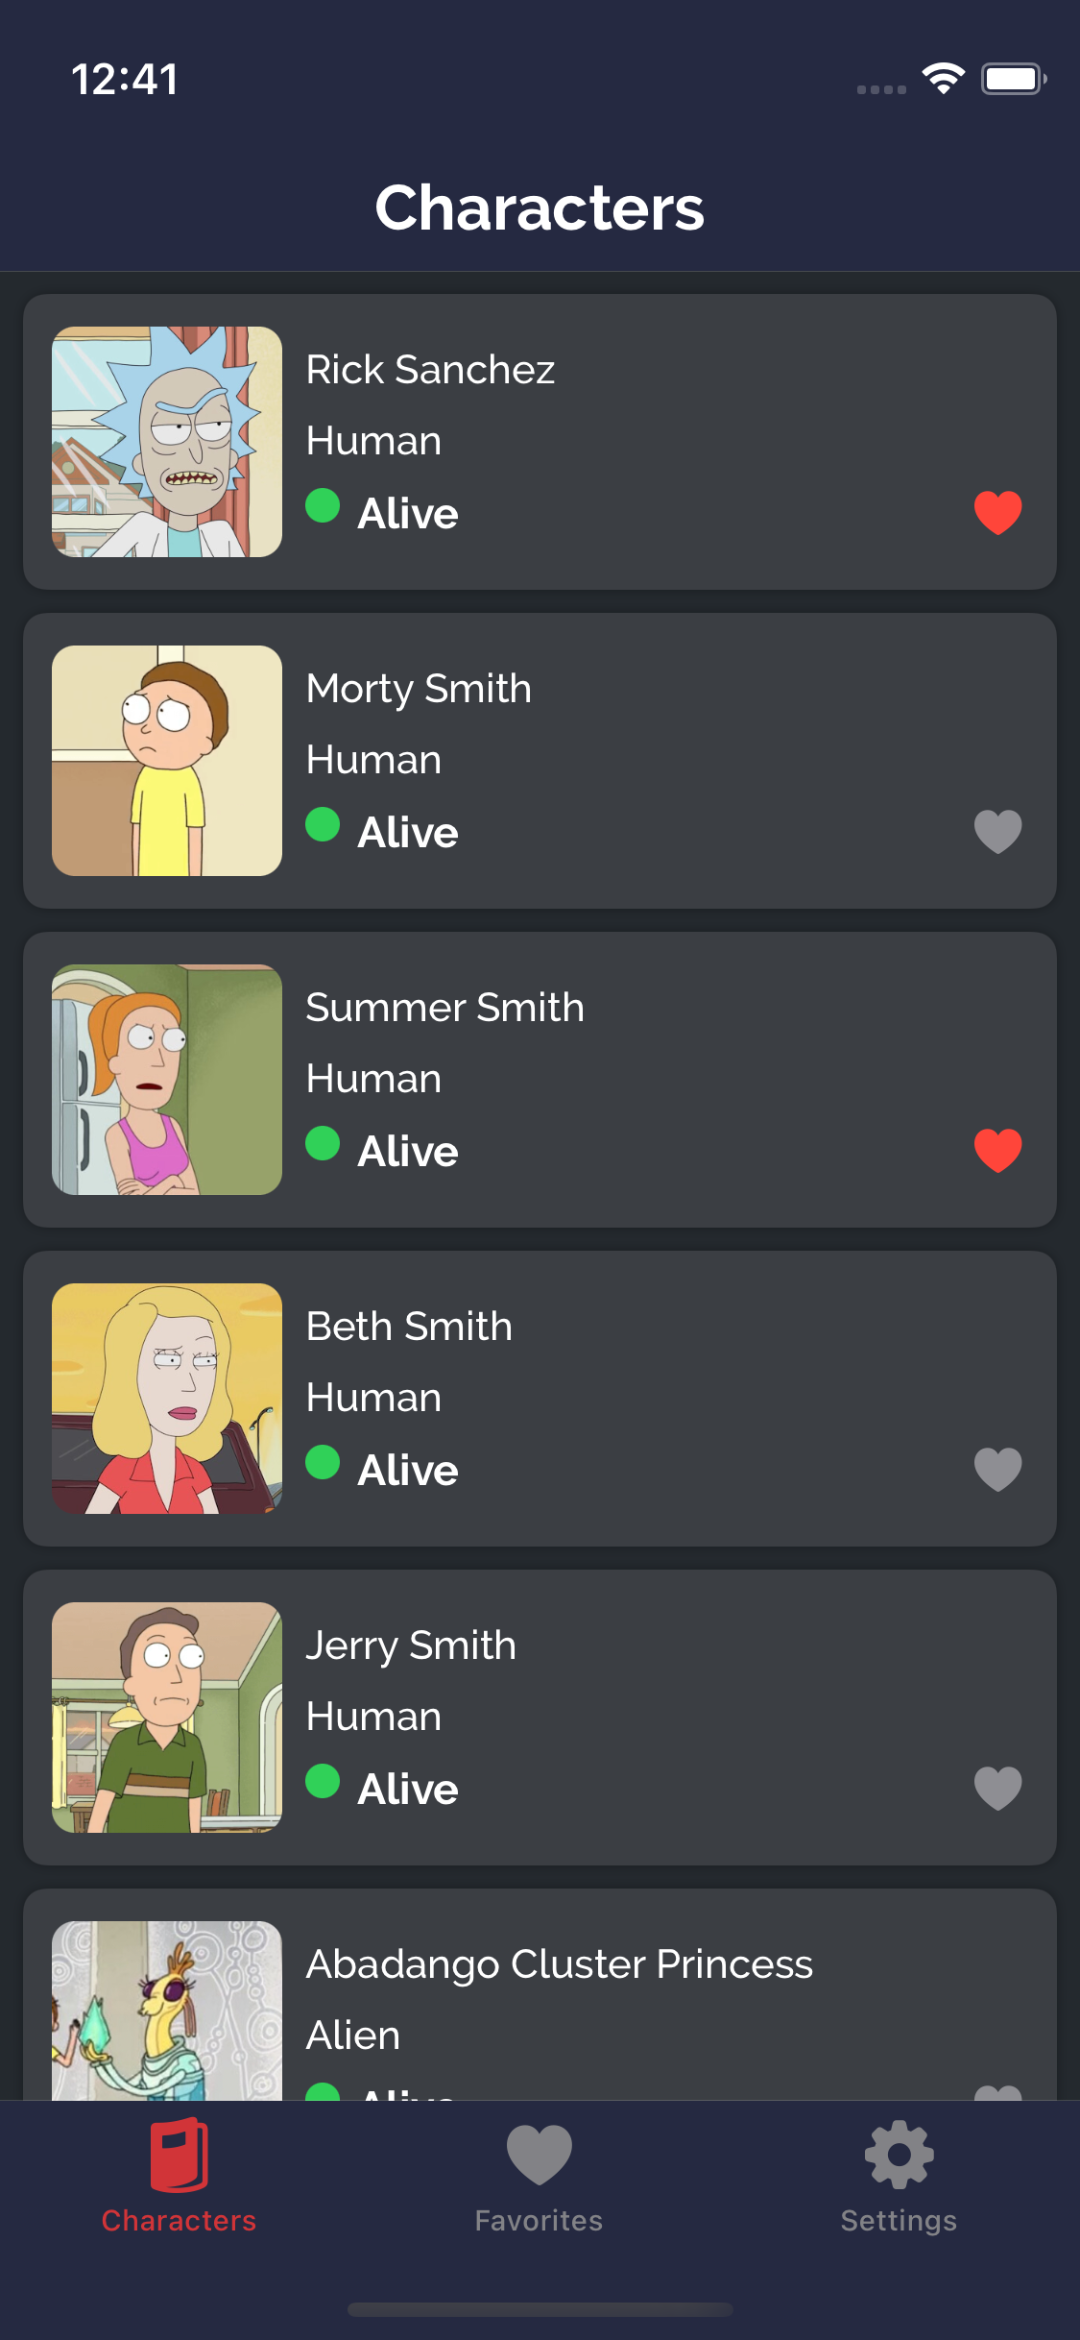 12:41
Characters
Rick Sanchez
Human
Alive
Morty Smith
Human
Alive
Summer Smith
Human
Alive
Beth Smith
Human
Alive
Jerry Smith
Human
Alive
Abadango Cluster Princess
Alien
Alive
Characters
Favorites
Settings